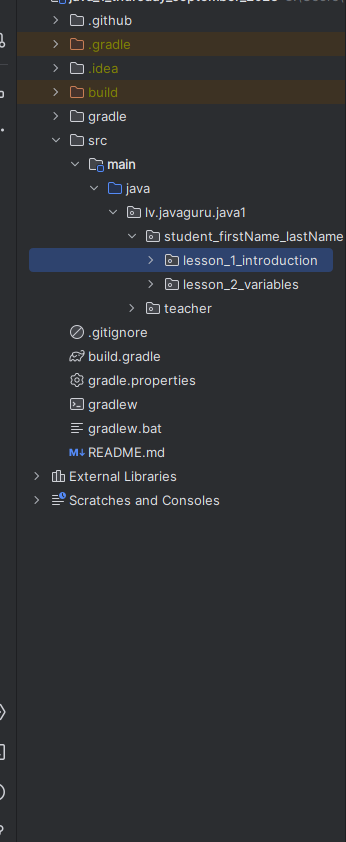 .github
.gradle
.idea
build
gradle
src
main
java
lv.javaguru.java1
student_firstName_lastName
lesson_1_introduction
lesson_2_variables
teacher
.gitignore
build.gradle
gradle.properties
gradlew
gradlew.bat
M↓ README.md
External Libraries
Scratches and Consoles